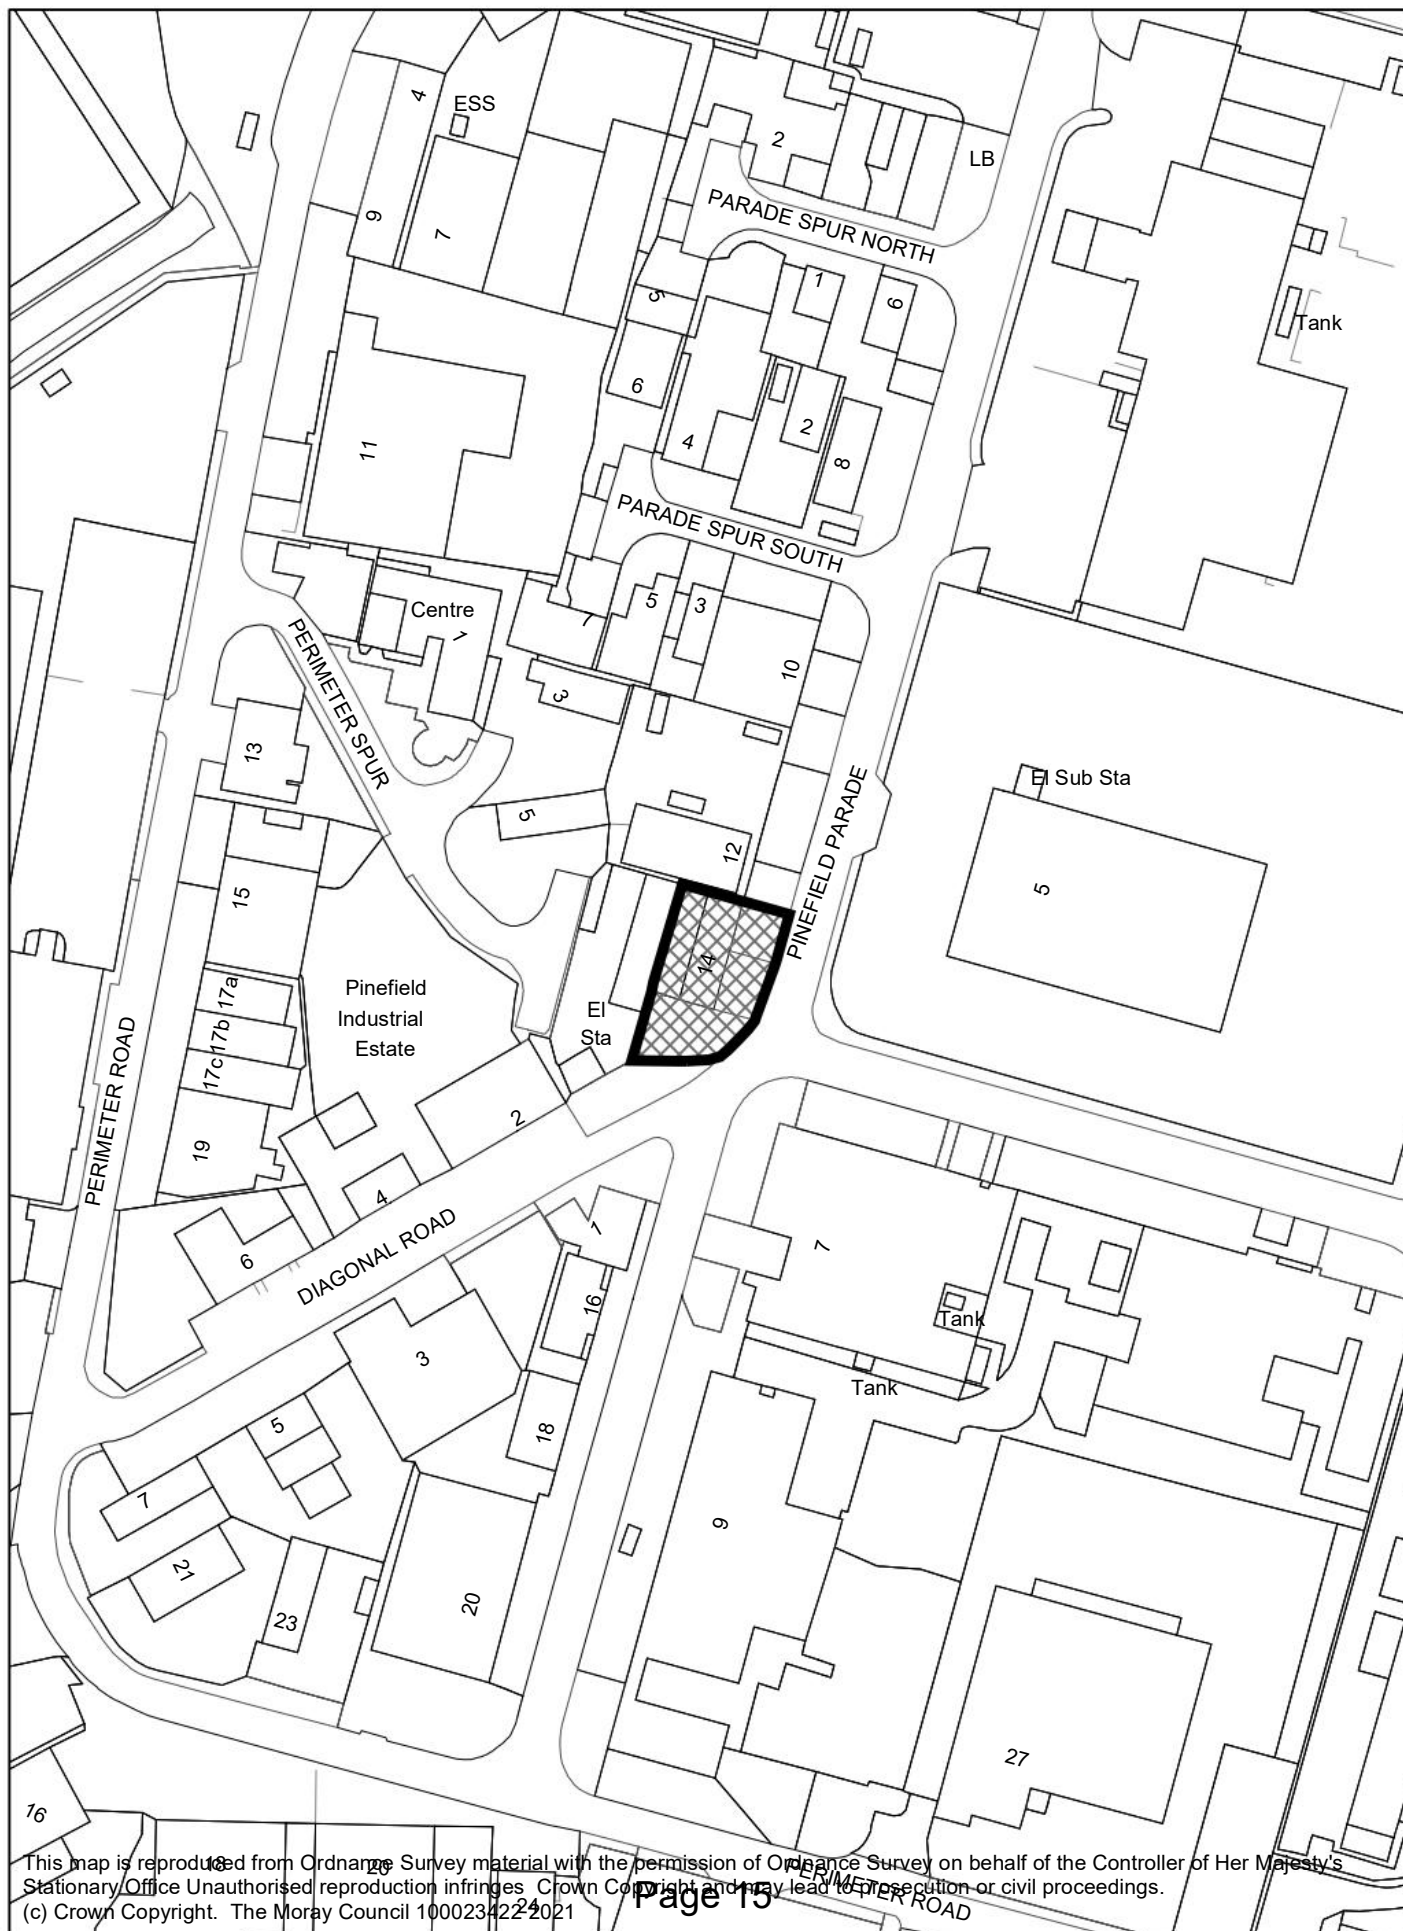 4
ESS
2
LB
9
7
PARADE SPUR NORTH
1
5
6
Tank
6
2
4
11
8
PARADE SPUR SOUTH
Centre
1
5
3
7
PERIMETER SPUR
10
3
13
El Sub Sta
5
12
PINEFIELD PARADE
15
5
14
17a
Pinefield
Industrial
Estate
El
Sta
17b
17c
PERIMETER ROAD
2
19
4
6
DIAGONAL ROAD
1
7
16
Tank
3
Tank
5
18
7
9
21
20
23
27
16
18
20
This map is reproduced from Ordnance Survey material with the permission of Ordnance Survey on behalf of the Controller of Her Majesty's
Stationary Office Unauthorised reproduction infringes Crown Copyright and may lead to prosecution or civil proceedings.
(c) Crown Copyright. The Moray Council 100023422 2021
24
Page 15
PERIMETER ROAD